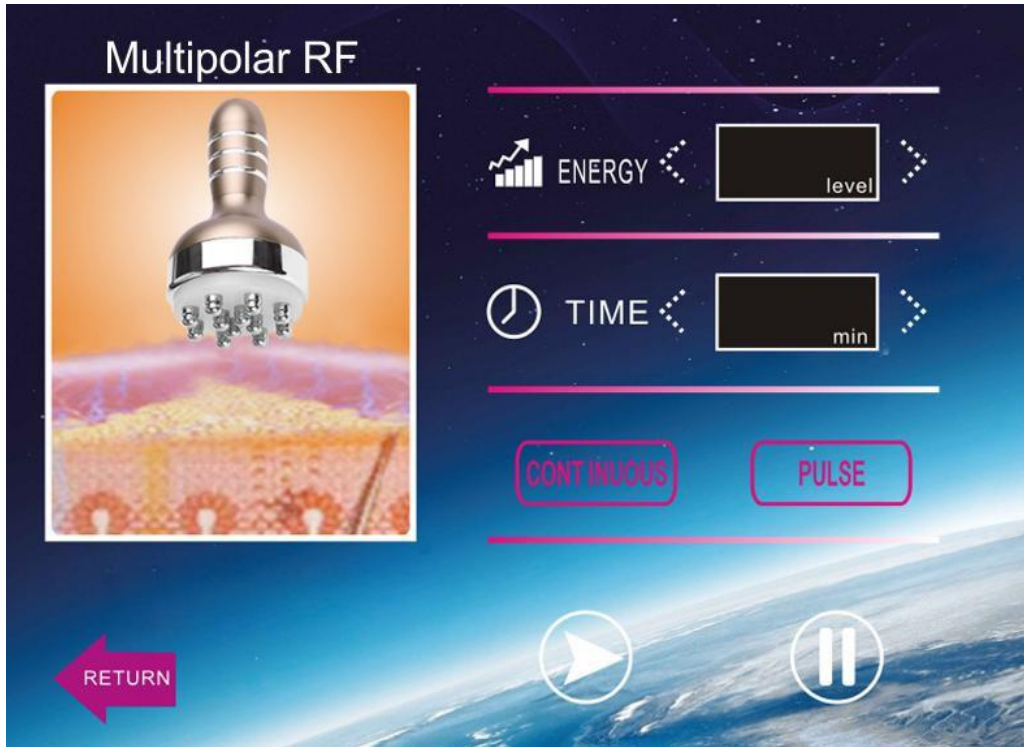 Multipolar RF
ENERGY
level
TIME
min
CONTINUOUS
PULSE
RETURN